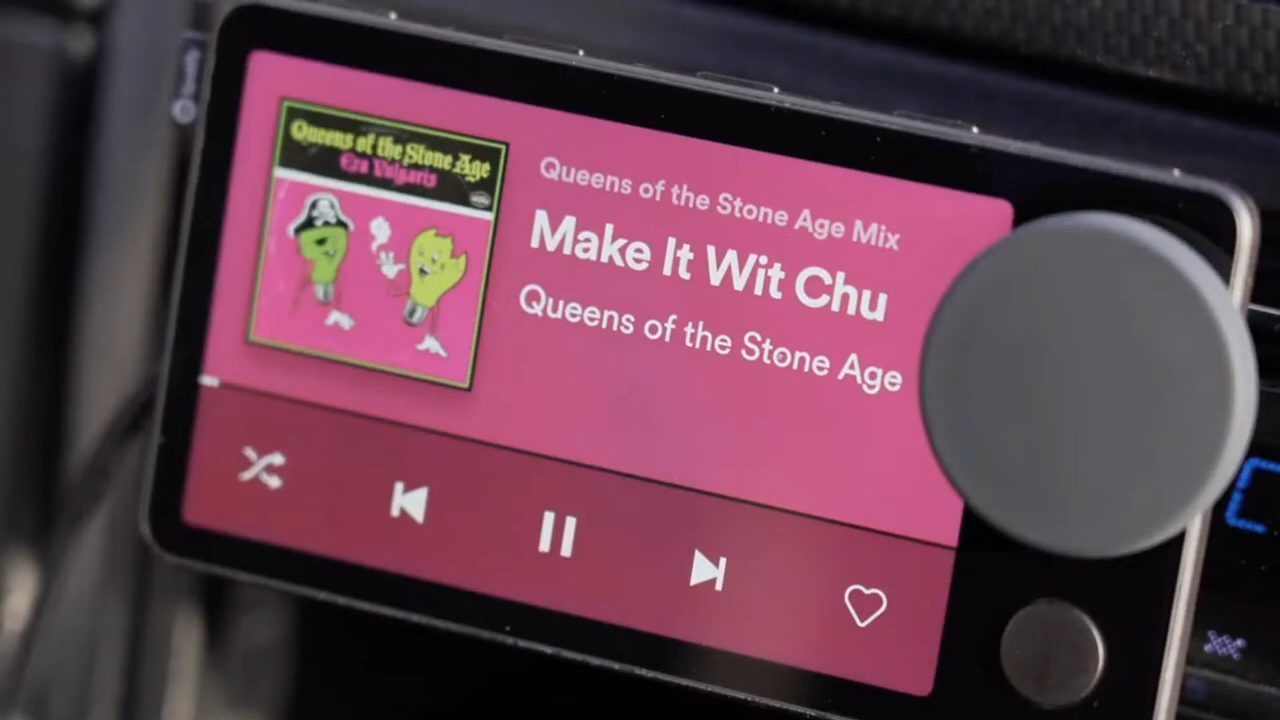 Queens of the Stone Age
Era Vulgaris
Queens of the Stone Age Mix
Make It Wit Chu
Queens of the Stone Age